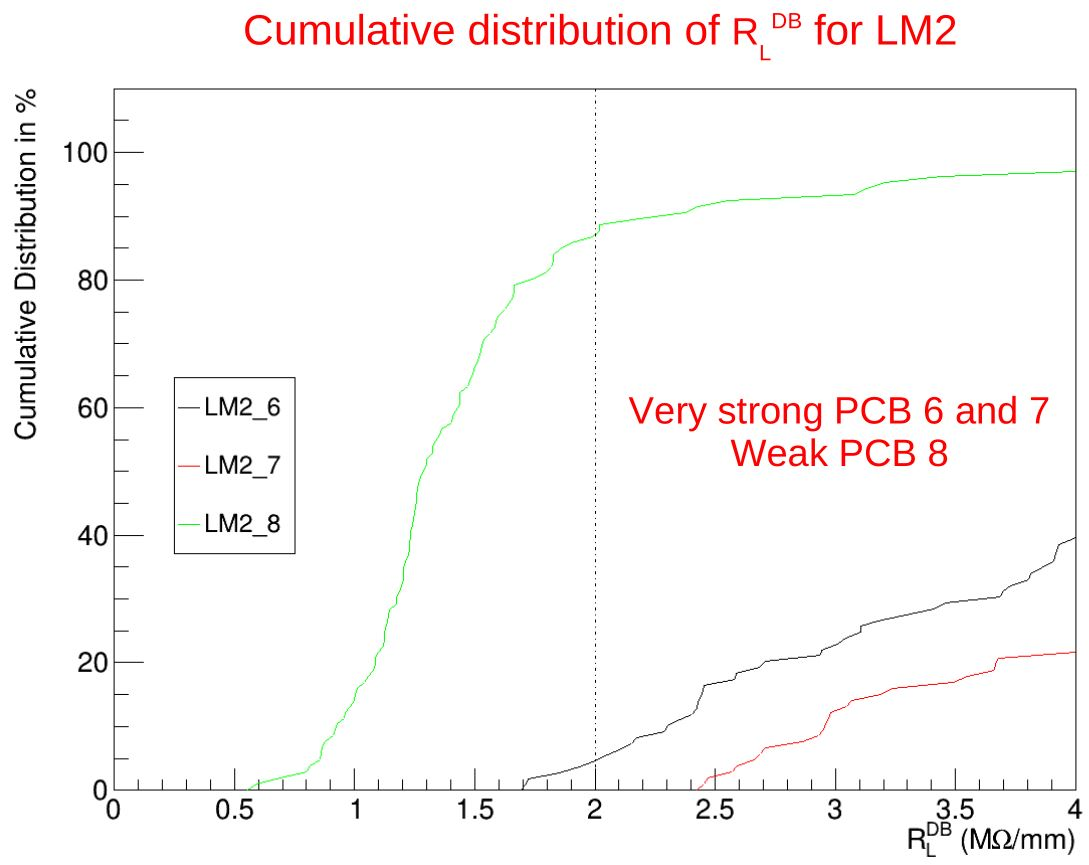 Cumulative distribution of R_L^DB for LM2
Cumulative Distribution in %
100
80
60
40
20
0
LM2_6
LM2_7
LM2_8
Very strong PCB 6 and 7
Weak PCB 8
0 0.5 1 1.5 2 2.5 3 3.5 4
R_L^DB (MΩ/mm)